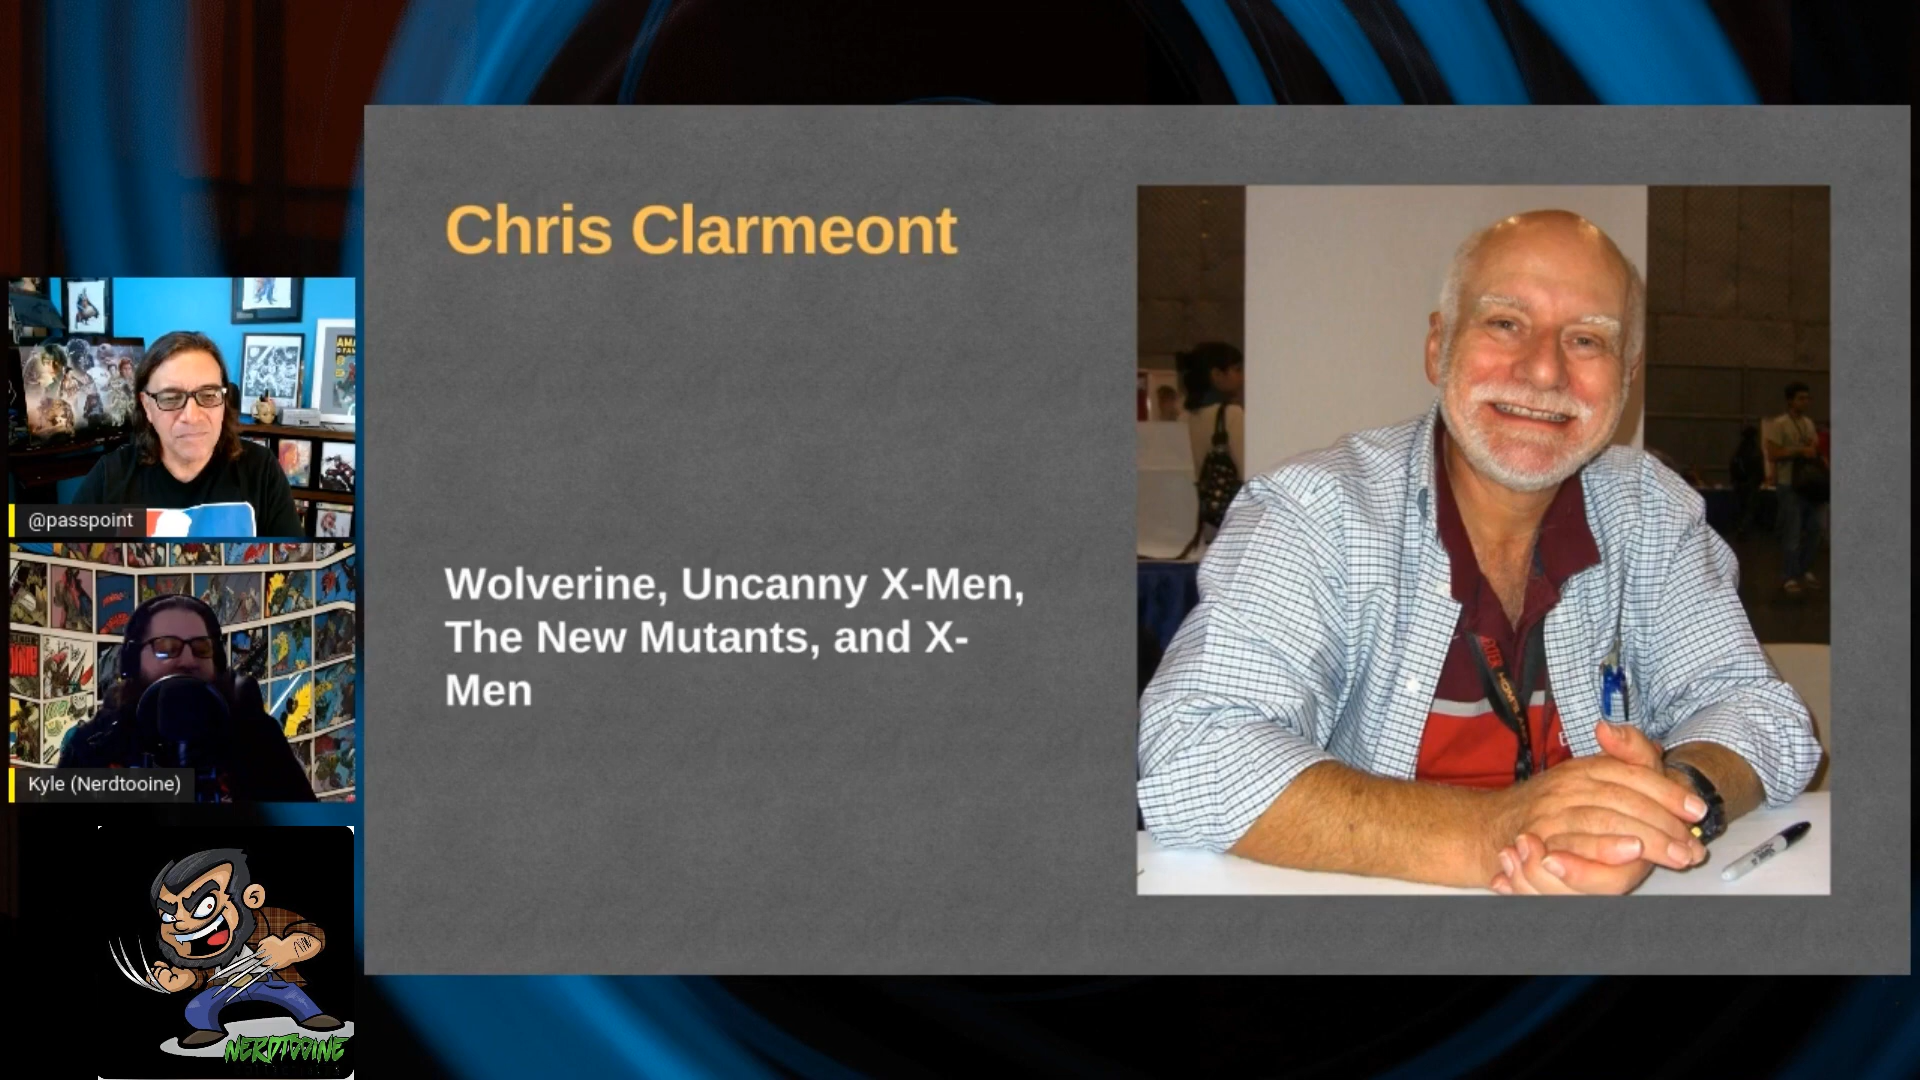 Chris Clarmeont
Wolverine, Uncanny X-Men,
The New Mutants, and X-
Men
@passpoint
Kyle (Nerdtooine)
NERDTOOINE